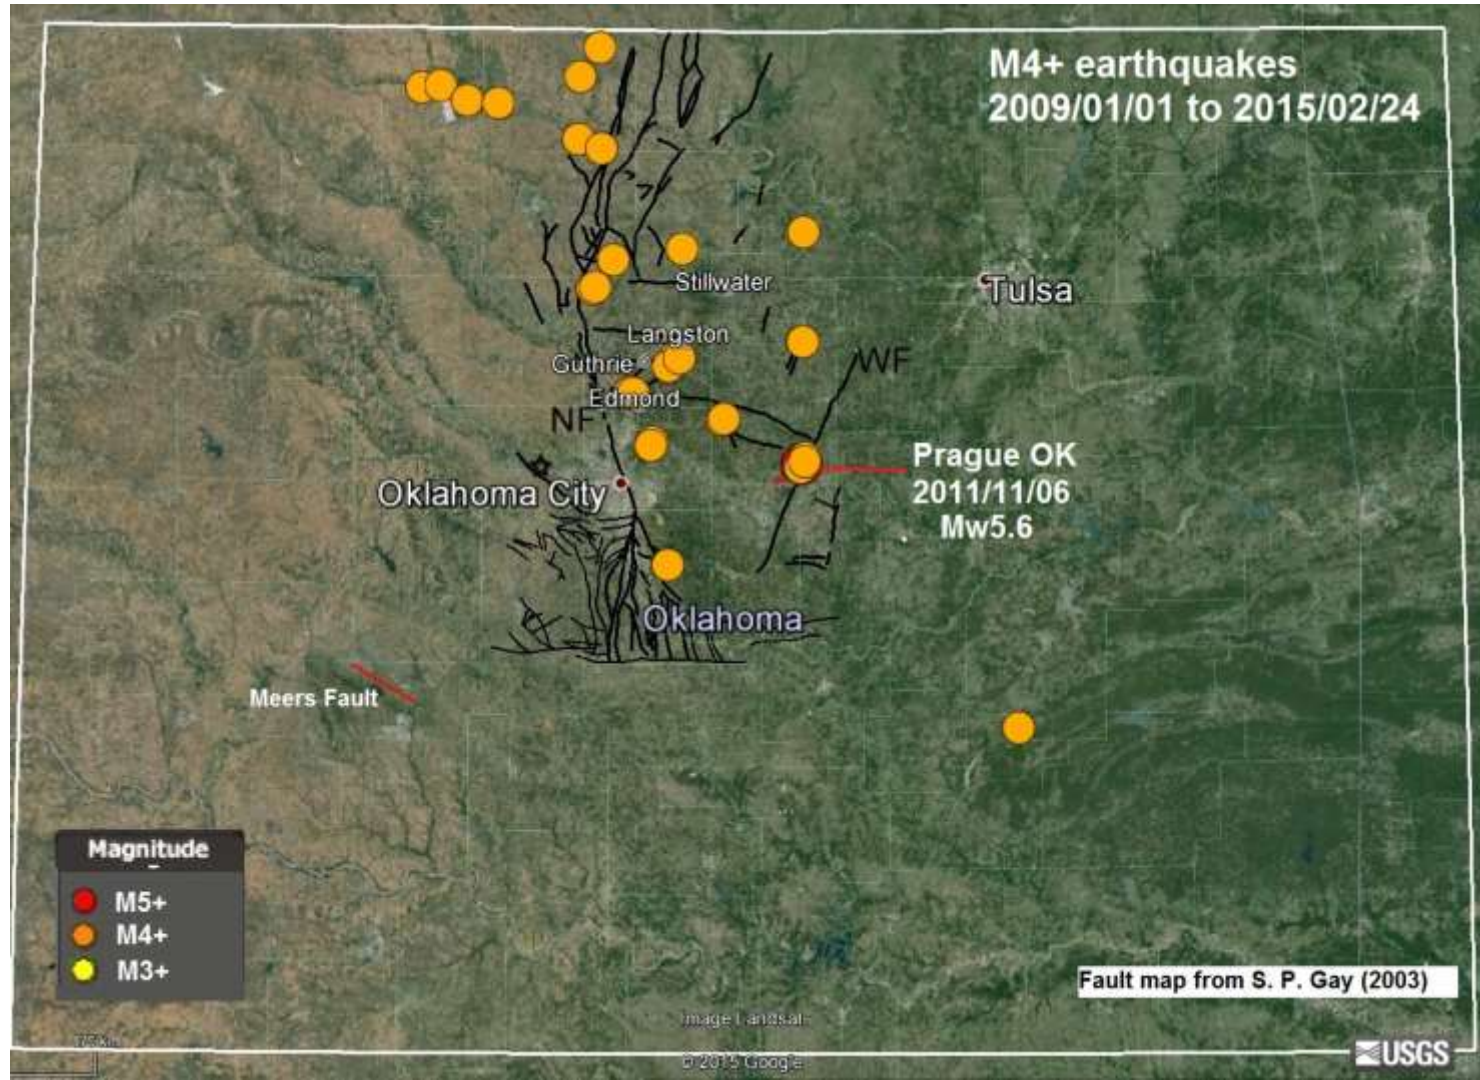 M4+ earthquakes
2009/01/01 to 2015/02/24
Stillwater
Tulsa
Langston
Guthrie
WF
Edmond
NF
Prague OK
2011/11/06
Mw5.6
Oklahoma City
Oklahoma
Meers Fault
Magnitude
M5+
M4+
M3+
Fault map from S. P. Gay (2003)
Image Landsat
© 2015 Google
USGS